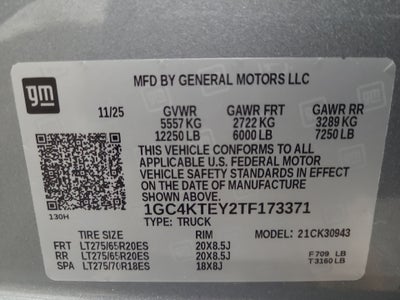 gm
MFD BY GENERAL MOTORS LLC
11/25 GVWR GAWR FRT GAWR RR
5557 KG 2722 KG 3289 KG
12250 LB 6000 LB 7250 LB
THIS VEHICLE CONFORMS TO ALL
APPLICABLE U.S. FEDERAL MOTOR
VEHICLE SAFETY STANDARDS IN EFFECT ON
THE DATE OF MANUFACTURE SHOWN ABOVE.
1GC4KTEY2TF173371
130H TYPE: TRUCK
TIRE SIZE RIM MODEL: 21CK30943
FRT LT275/65R20ES 20X8.5J F 709 LB
RR LT275/65R20ES 20X8.5J T 3160 LB
SPA LT275/70R18ES 18X8J